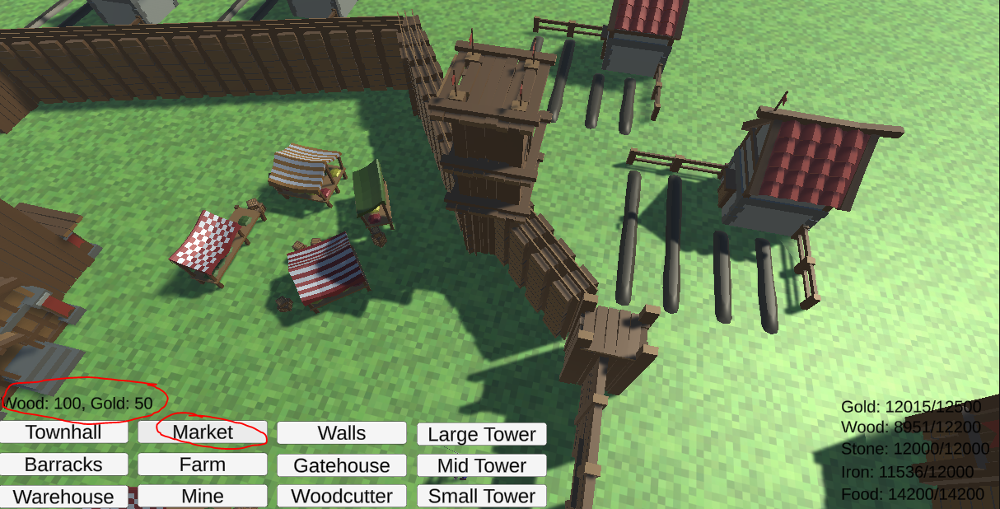 Wood: 100, Gold: 50
Townhall Market Walls Large Tower
Barracks Farm Gatehouse Mid Tower
Warehouse Mine Woodcutter Small Tower
Gold: 12015/12500
Wood: 8951/12200
Stone: 12000/12000
Iron: 11536/12000
Food: 14200/14200